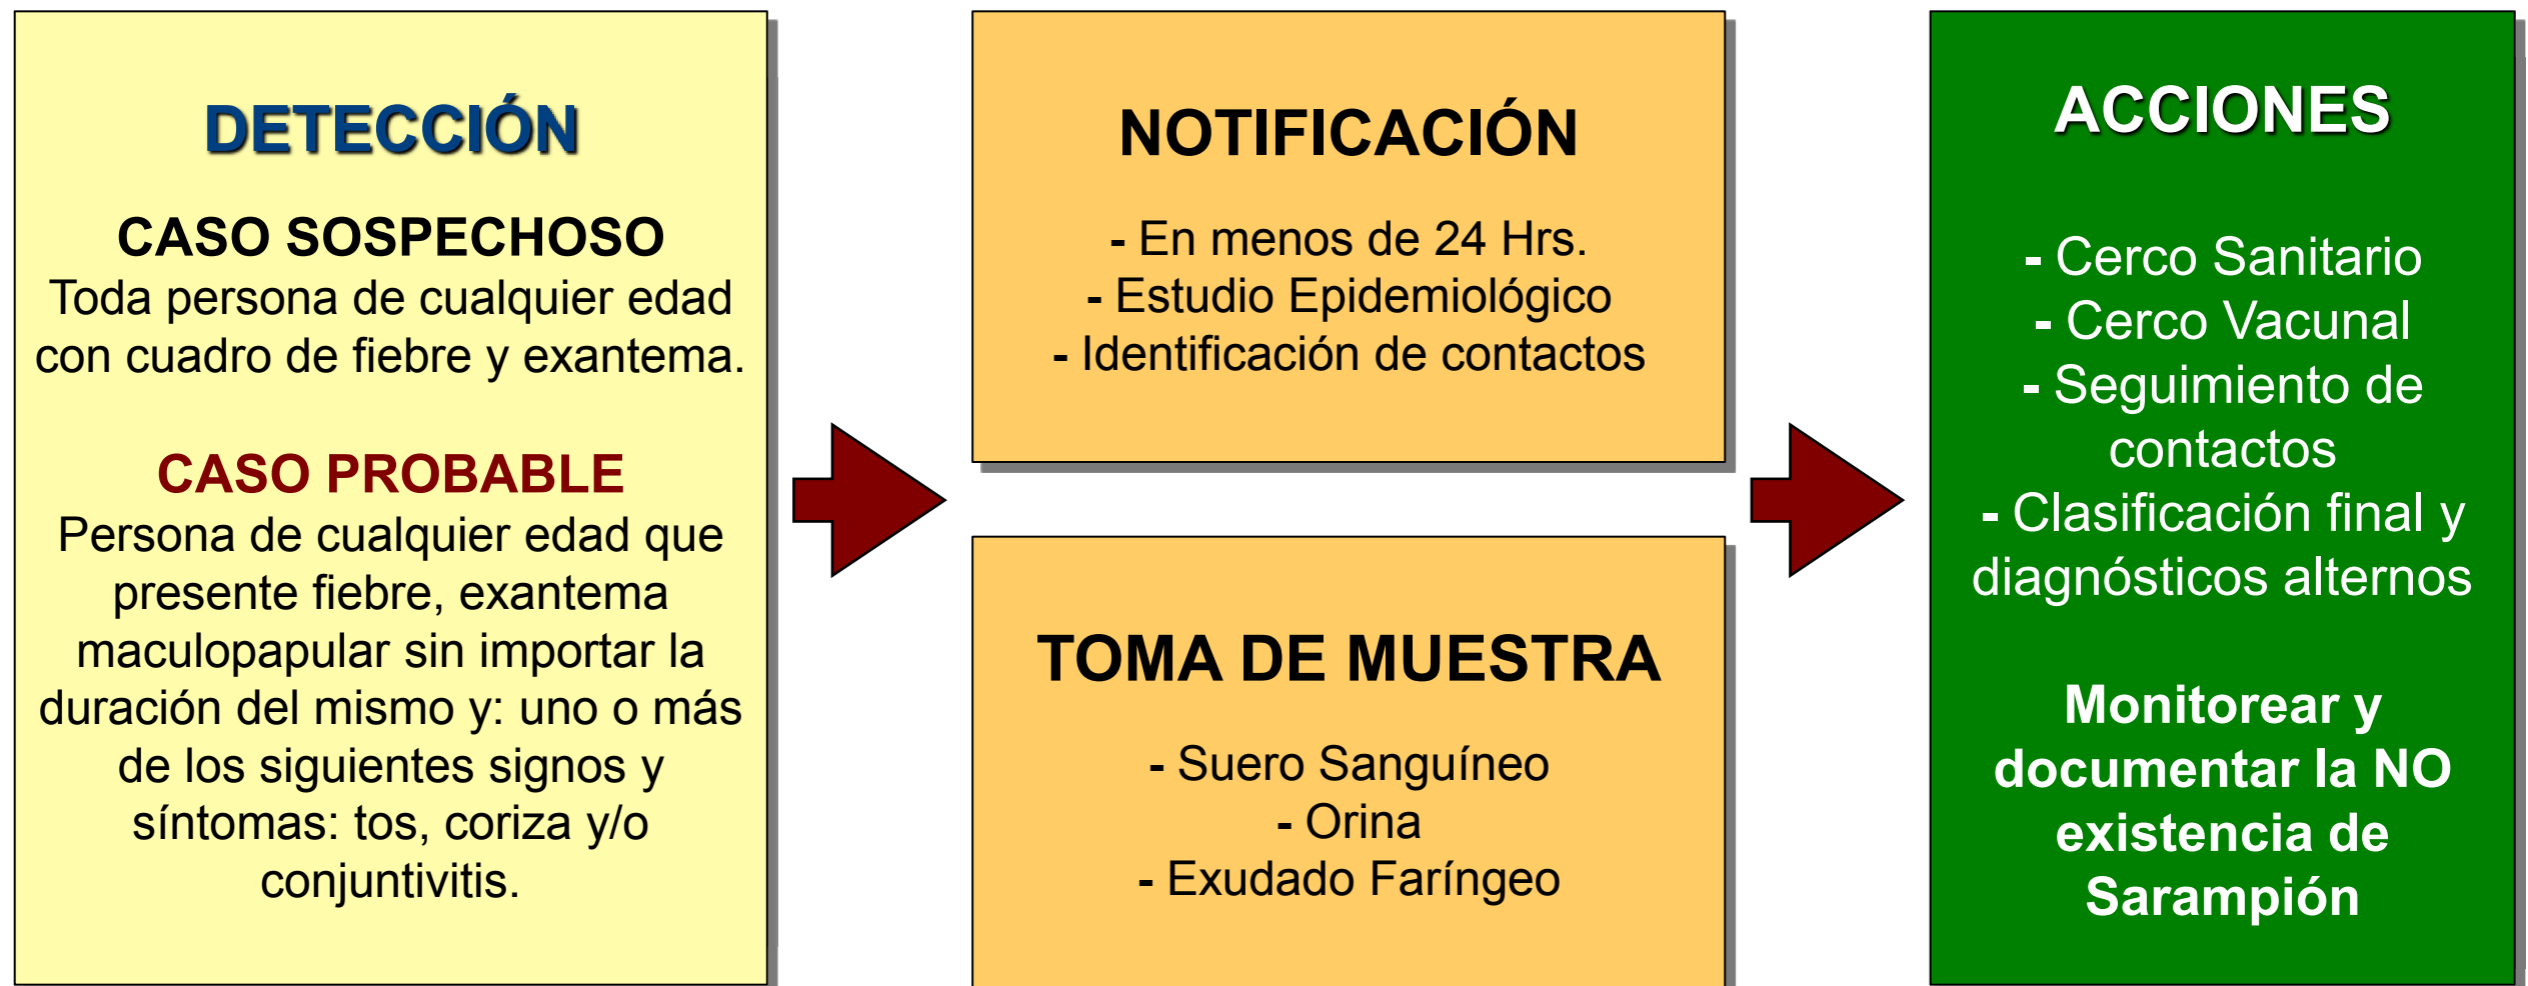 DETECCIÓN
CASO SOSPECHOSO
Toda persona de cualquier edad
con cuadro de fiebre y exantema.
CASO PROBABLE
Persona de cualquier edad que
presente fiebre, exantema
maculopapular sin importar la
duración del mismo y: uno o más
de los siguientes signos y
síntomas: tos, coriza y/o
conjuntivitis.
NOTIFICACIÓN
- En menos de 24 Hrs.
- Estudio Epidemiológico
- Identificación de contactos
TOMA DE MUESTRA
- Suero Sanguíneo
- Orina
- Exudado Faríngeo
ACCIONES
- Cerco Sanitario
- Cerco Vacunal
- Seguimiento de
contactos
- Clasificación final y
diagnósticos alternos
Monitorear y
documentar la NO
existencia de
Sarampión